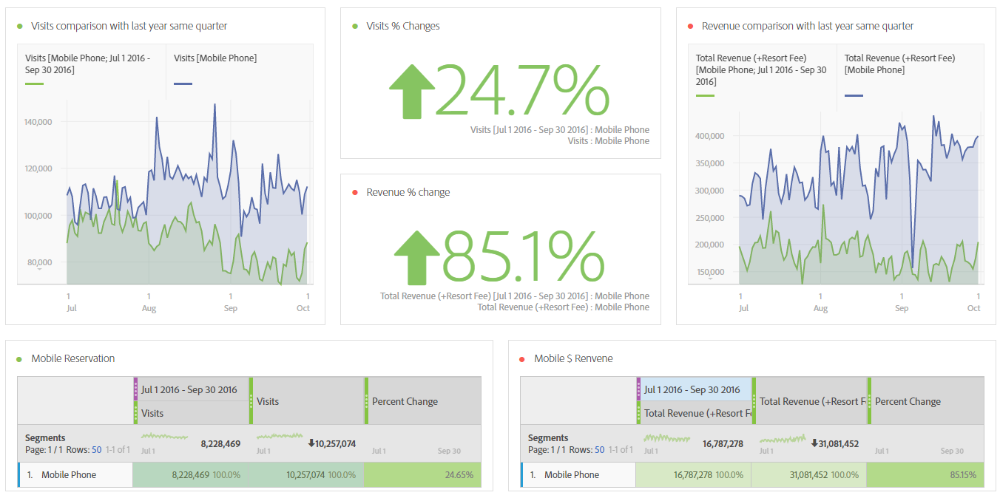 Visits comparison with last year same quarter
Visits [Mobile Phone; Jul 1 2016 -
Sep 30 2016]
Visits [Mobile Phone]
140,000
120,000
100,000
80,000
1 1 1 1
Jul Aug Sep Oct
Visits % Changes
24.7%
Visits [Jul 1 2016 - Sep 30 2016] : Mobile Phone
Visits : Mobile Phone
Revenue % change
85.1%
Total Revenue (+Resort Fee) [Jul 1 2016 - Sep 30 2016] : Mobile Phone
Total Revenue (+Resort Fee) : Mobile Phone
Revenue comparison with last year same quarter
Total Revenue (+Resort Fee)
[Mobile Phone; Jul 1 2016 - Sep 30
2016]
Total Revenue (+Resort Fee)
[Mobile Phone]
400,000
350,000
300,000
250,000
200,000
150,000
1 1 1 1
Jul Aug Sep Oct
Mobile Reservation
Jul 1 2016 - Sep 30 2016
Visits
Visits
Percent Change
Segments
Page: 1 / 1 Rows: 50 1-1 of 1
Jul 1 8,228,469
Jul 1 10,257,074
Jul 1 Sep 30
1. Mobile Phone 8,228,469 100.0% 10,257,074 100.0% 24.65%
Mobile $ Renvene
Jul 1 2016 - Sep 30 2016
Total Revenue (+Resort Fe
Total Revenue (+Resort F
Percent Change
Segments
Page: 1 / 1 Rows: 50 1-1 of 1
Jul 1 16,787,278
Jul 1 31,081,452
Jul 1 Sep 30
1. Mobile Phone 16,787,278 100.0% 31,081,452 100.0% 85.15%